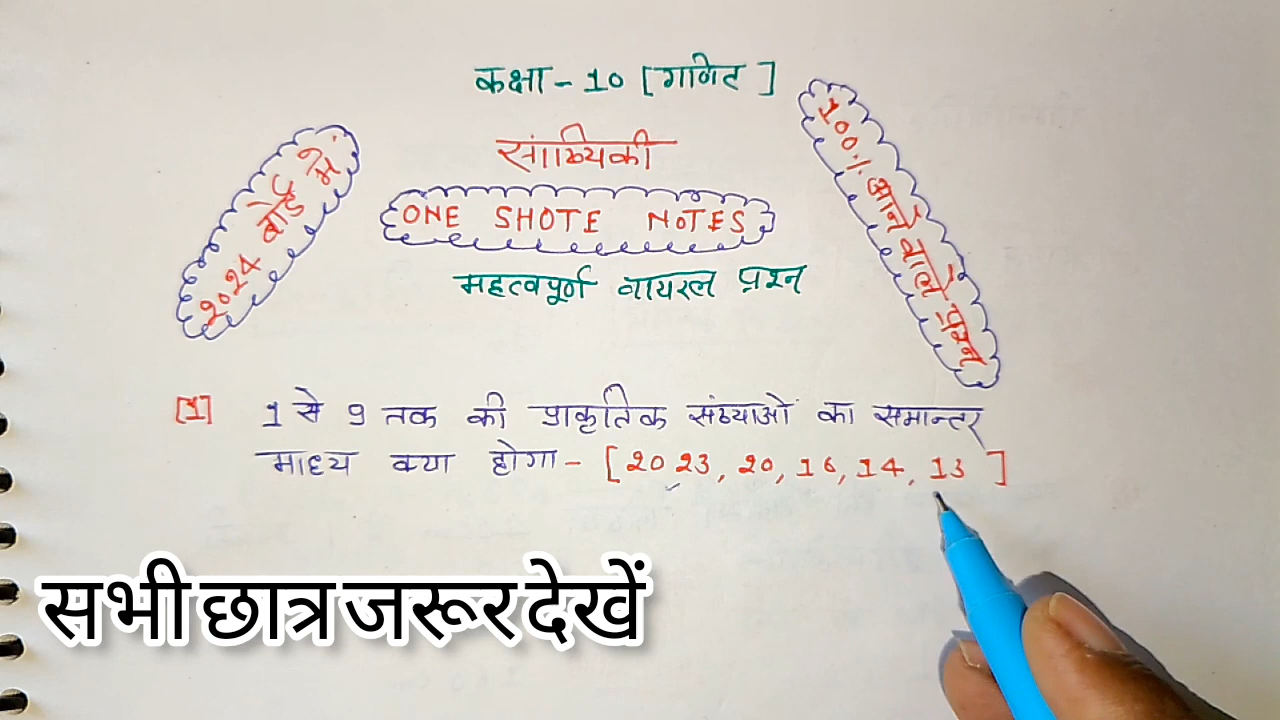 कक्षा - 10 [गणित]
सांख्यिकी
ONE SHOTE NOTES
महत्वपूर्ण वायरल प्रश्न
2024 बोर्ड में
100% आने वाले प्रश्न
[1] 1 से 9 तक की प्राकृतिक संख्याओं का समान्तर
माध्य क्या होगा - [2023, 20, 16, 14, 13]
सभी छात्र जरूर देखें